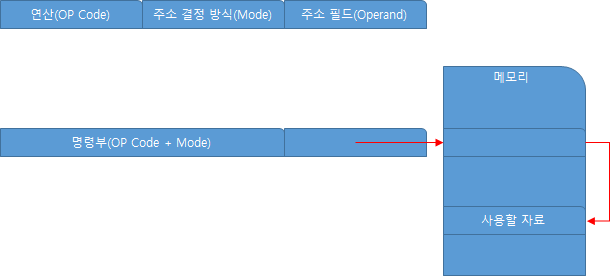 연산(OP Code) 주소 결정 방식(Mode) 주소 필드(Operand)
메모리
명령부(OP Code + Mode)
사용할 자료